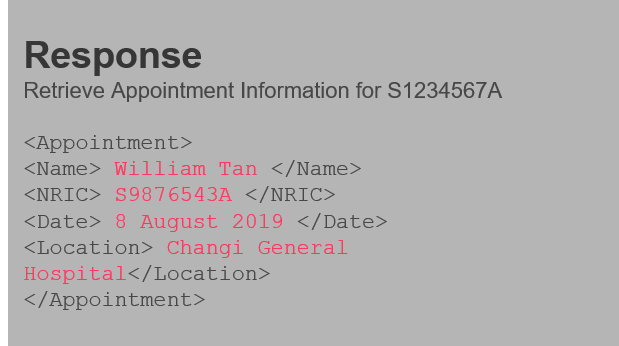 Response
Retrieve Appointment Information for S1234567A
<Appointment>
<Name> William Tan </Name>
<NRIC> S9876543A </NRIC>
<Date> 8 August 2019 </Date>
<Location> Changi General
Hospital</Location>
</Appointment>